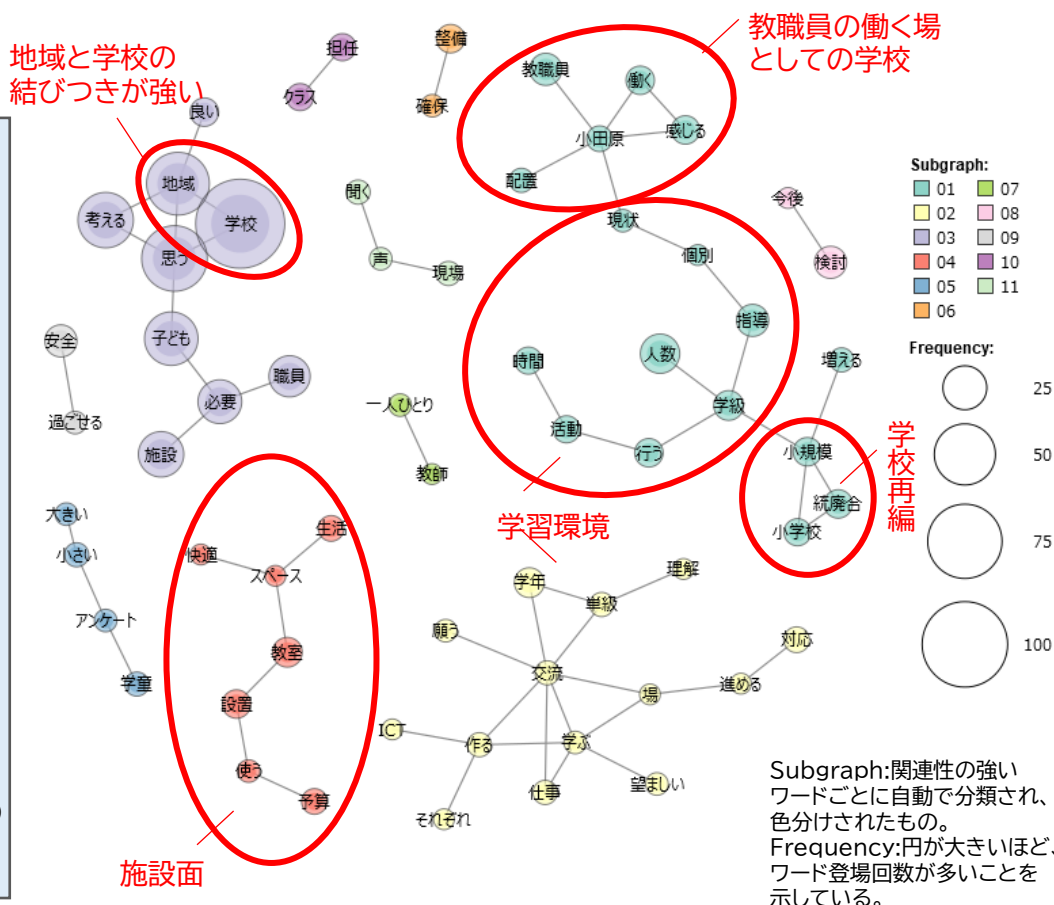 地域と学校の
結びつきが強い
教職員の働く場
としての学校
担任
クラス
整備
確保
良い
地域
学校
考える
思う
子ども
職員
必要
施設
教職員
働く
小田原
感じる
配置
聞く
声
現場
現状
個別
指導
人数
時間
学級
活動
行う
今後
検討
増える
小規模
統廃合
小学校
学校再編
安全
過ごせる
一人ひとり
教師
学習環境
大きい
小さい
アンケート
学童
生活
快適
スペース
教室
設置
使う
予算
施設面
学年
単級
理解
願う
交流
対応
場
進める
ICT
作る
学ぶ
仕事
望ましい
それぞれ
Subgraph:
01 07
02 08
03 09
04 10
05 11
06
Frequency:
25
50
75
100
Subgraph:関連性の強い
ワードごとに自動で分類され、
色分けされたもの。
Frequency:円が大きいほど、
ワード登場回数が多いことを
示している。